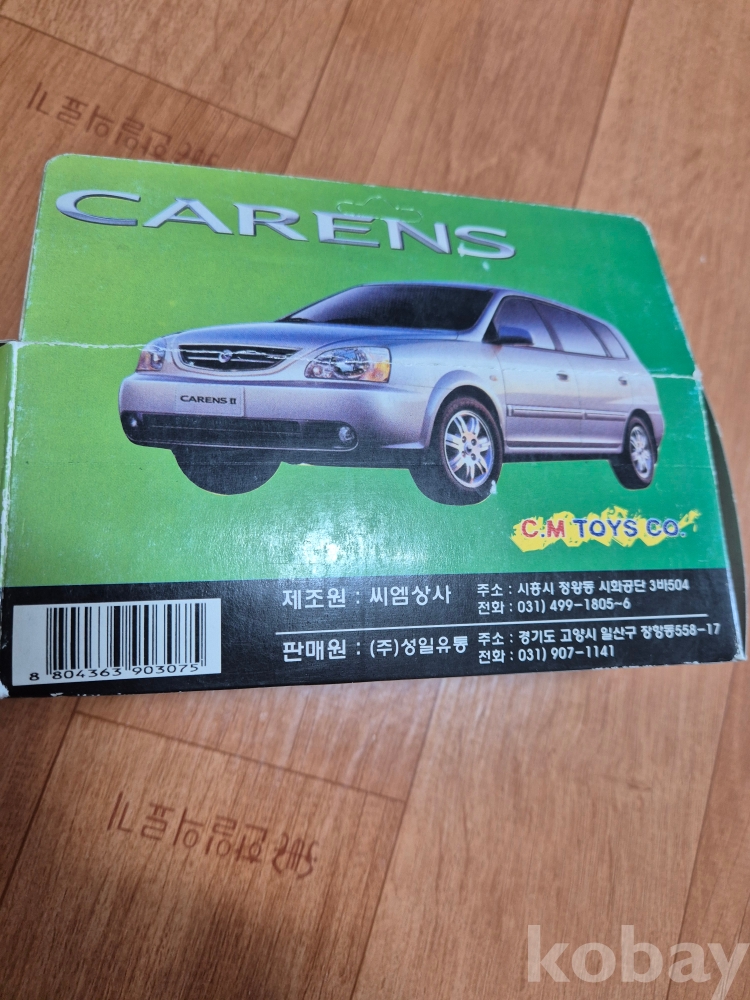 CARENS
CARENS II
C.M TOYS CO.
제조원 : 씨엠상사
주소 : 시흥시 정왕동 시화공단 3바504
전화 : 031) 499-1805~6
판매원 : (주)성일유통
주소 : 경기도 고양시 일산구 장항동558-17
전화 : 031) 907-1141
8 804363 903075
kobay